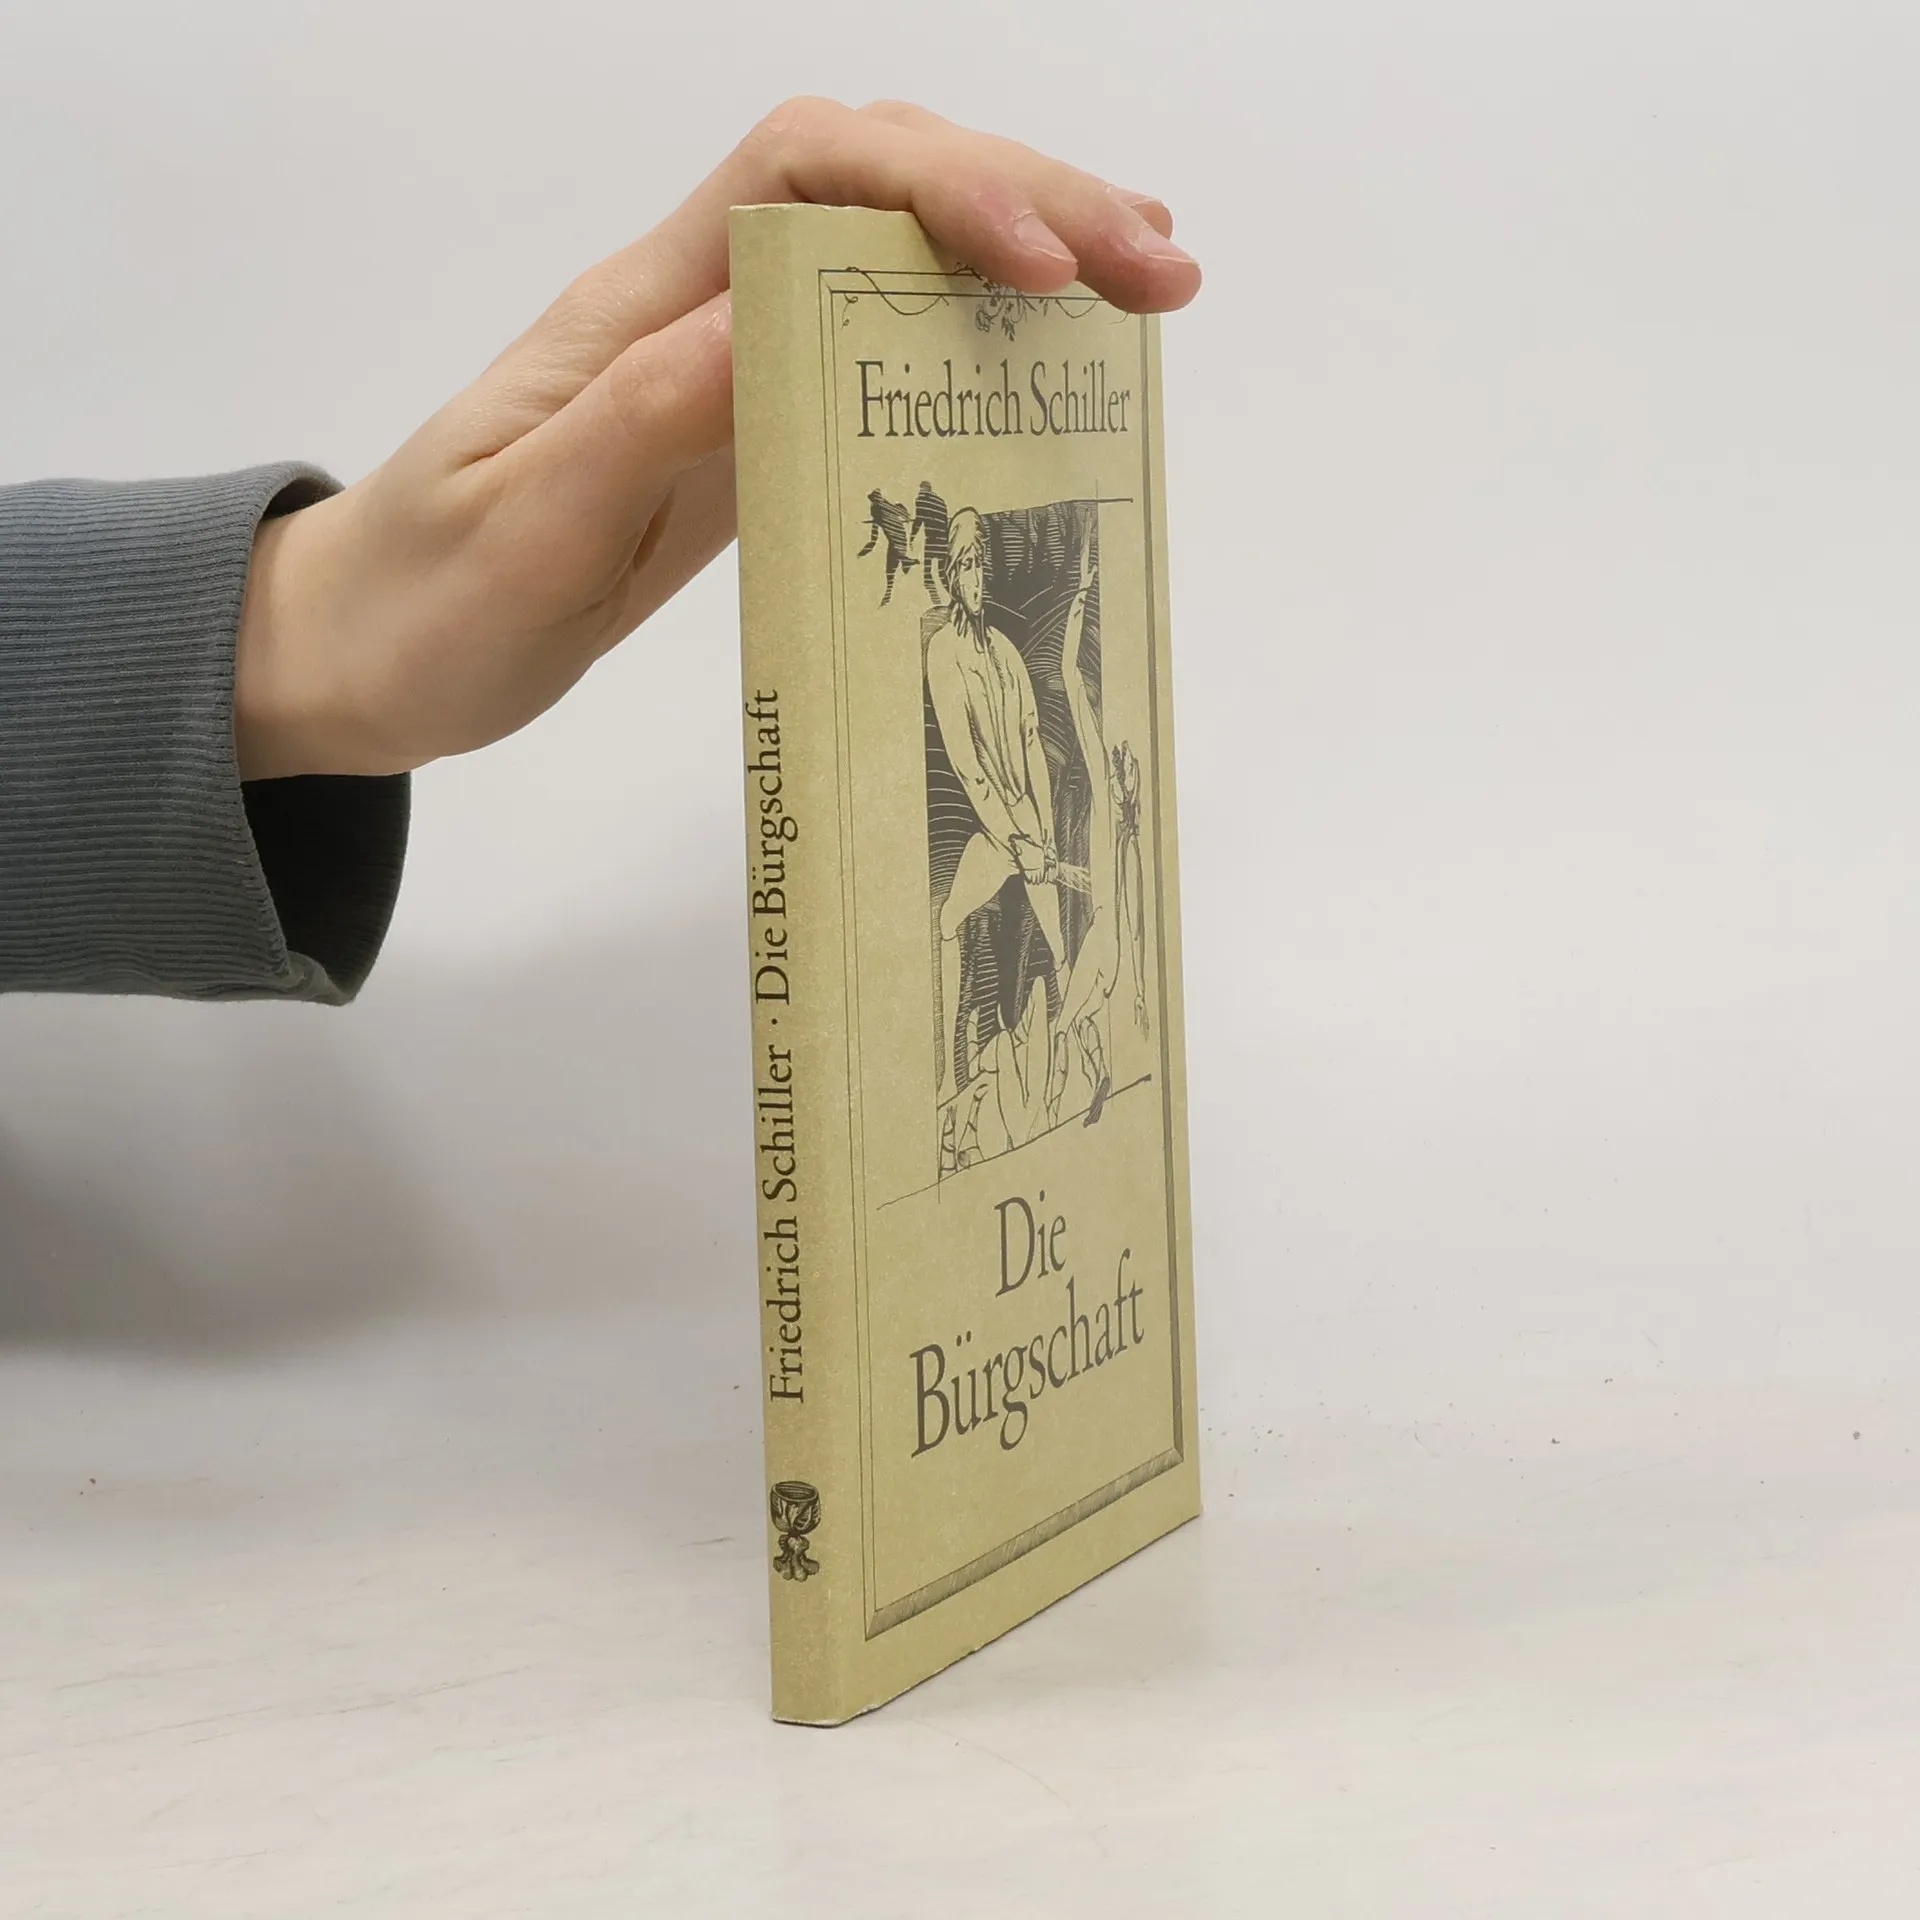 Friedrich Schiller · Die Bürgschaft
Friedrich Schiller
Die
Bürgschaft